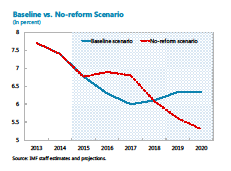 Baseline vs. No-reform Scenario
(In percent)
8
Baseline scenario No-reform Scenario
7.5
7
6.5
6
5.5
5
2013 2014 2015 2016 2017 2018 2019 2020
Source: IMF staff estimates and projections.